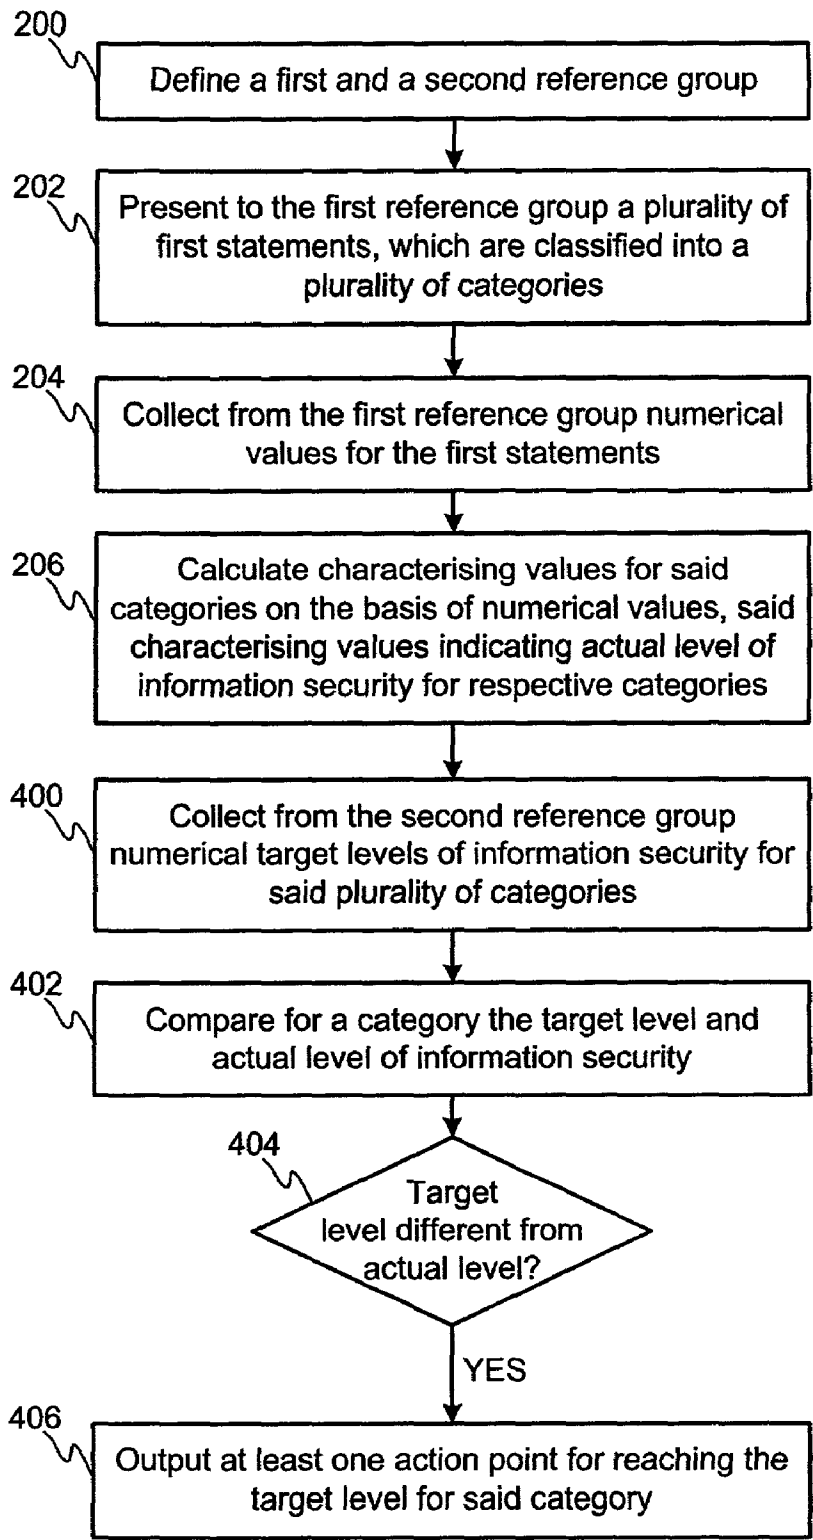 200
Define a first and a second reference group
202
Present to the first reference group a plurality of
first statements, which are classified into a
plurality of categories
204
Collect from the first reference group numerical
values for the first statements
206
Calculate characterising values for said
categories on the basis of numerical values, said
characterising values indicating actual level of
information security for respective categories
400
Collect from the second reference group
numerical target levels of information security for
said plurality of categories
402
Compare for a category the target level and
actual level of information security
404
Target
level different from
actual level?
YES
406
Output at least one action point for reaching the
target level for said category